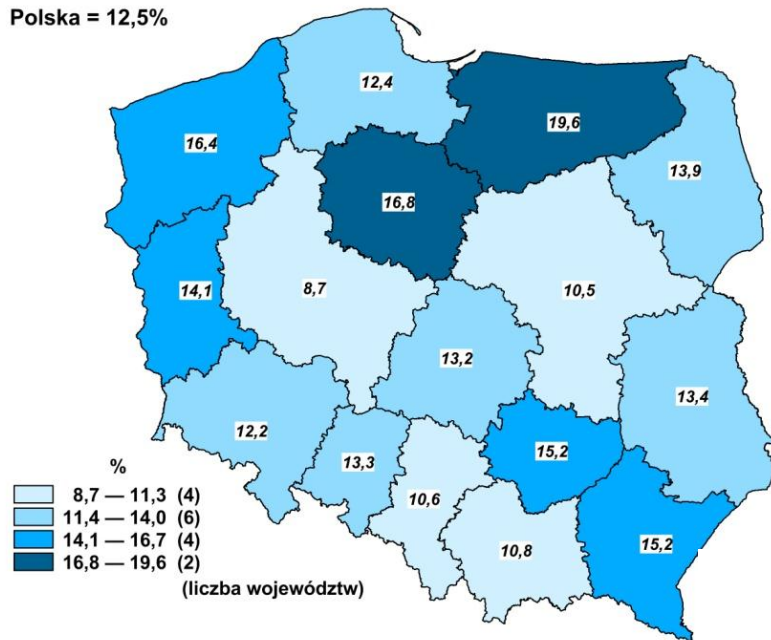 Polska = 12,5%
12,4
19,6
16,4
13,9
16,8
14,1
8,7
10,5
13,2
13,4
12,2
13,3
15,2
10,6
10,8
15,2
%
8,7 — 11,3 (4)
11,4 — 14,0 (6)
14,1 — 16,7 (4)
16,8 — 19,6 (2)
(liczba województw)